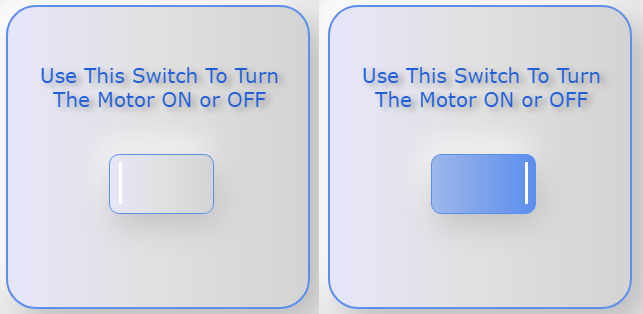 Use This Switch To Turn
The Motor ON or OFF
Use This Switch To Turn
The Motor ON or OFF